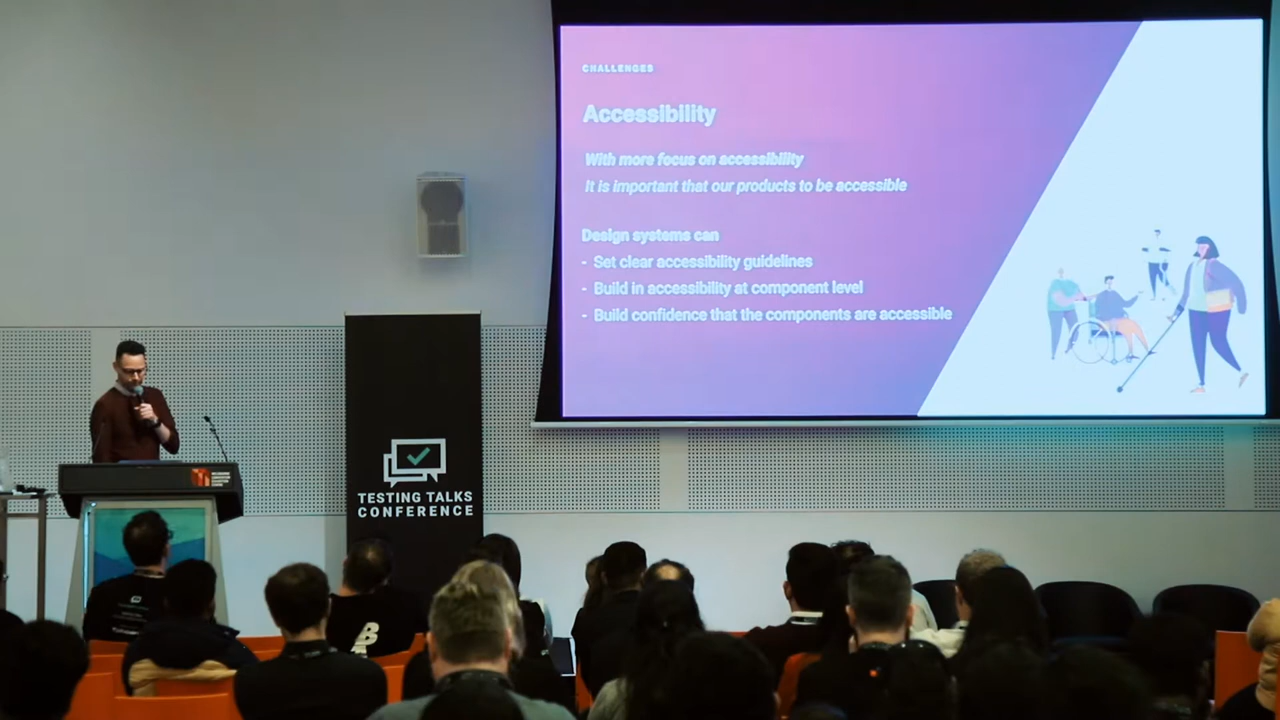 CHALLENGES
Accessibility
With more focus on accessibility
It is important that our products to be accessible
Design systems can
- Set clear accessibility guidelines
- Build in accessibility at component level
- Build confidence that the components are accessible
TESTING TALKS
CONFERENCE
B